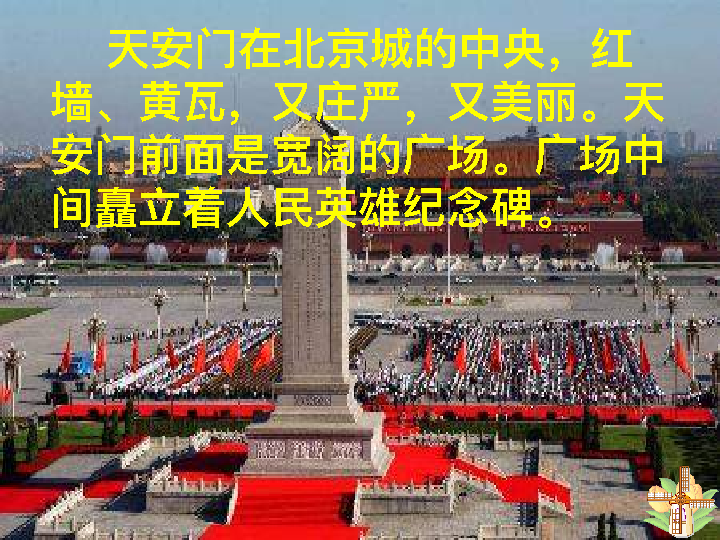 天安门在北京城的中央，红
墙、黄瓦，又庄严，又美丽。天
安门前面是宽阔的广场。广场中
间矗立着人民英雄纪念碑。